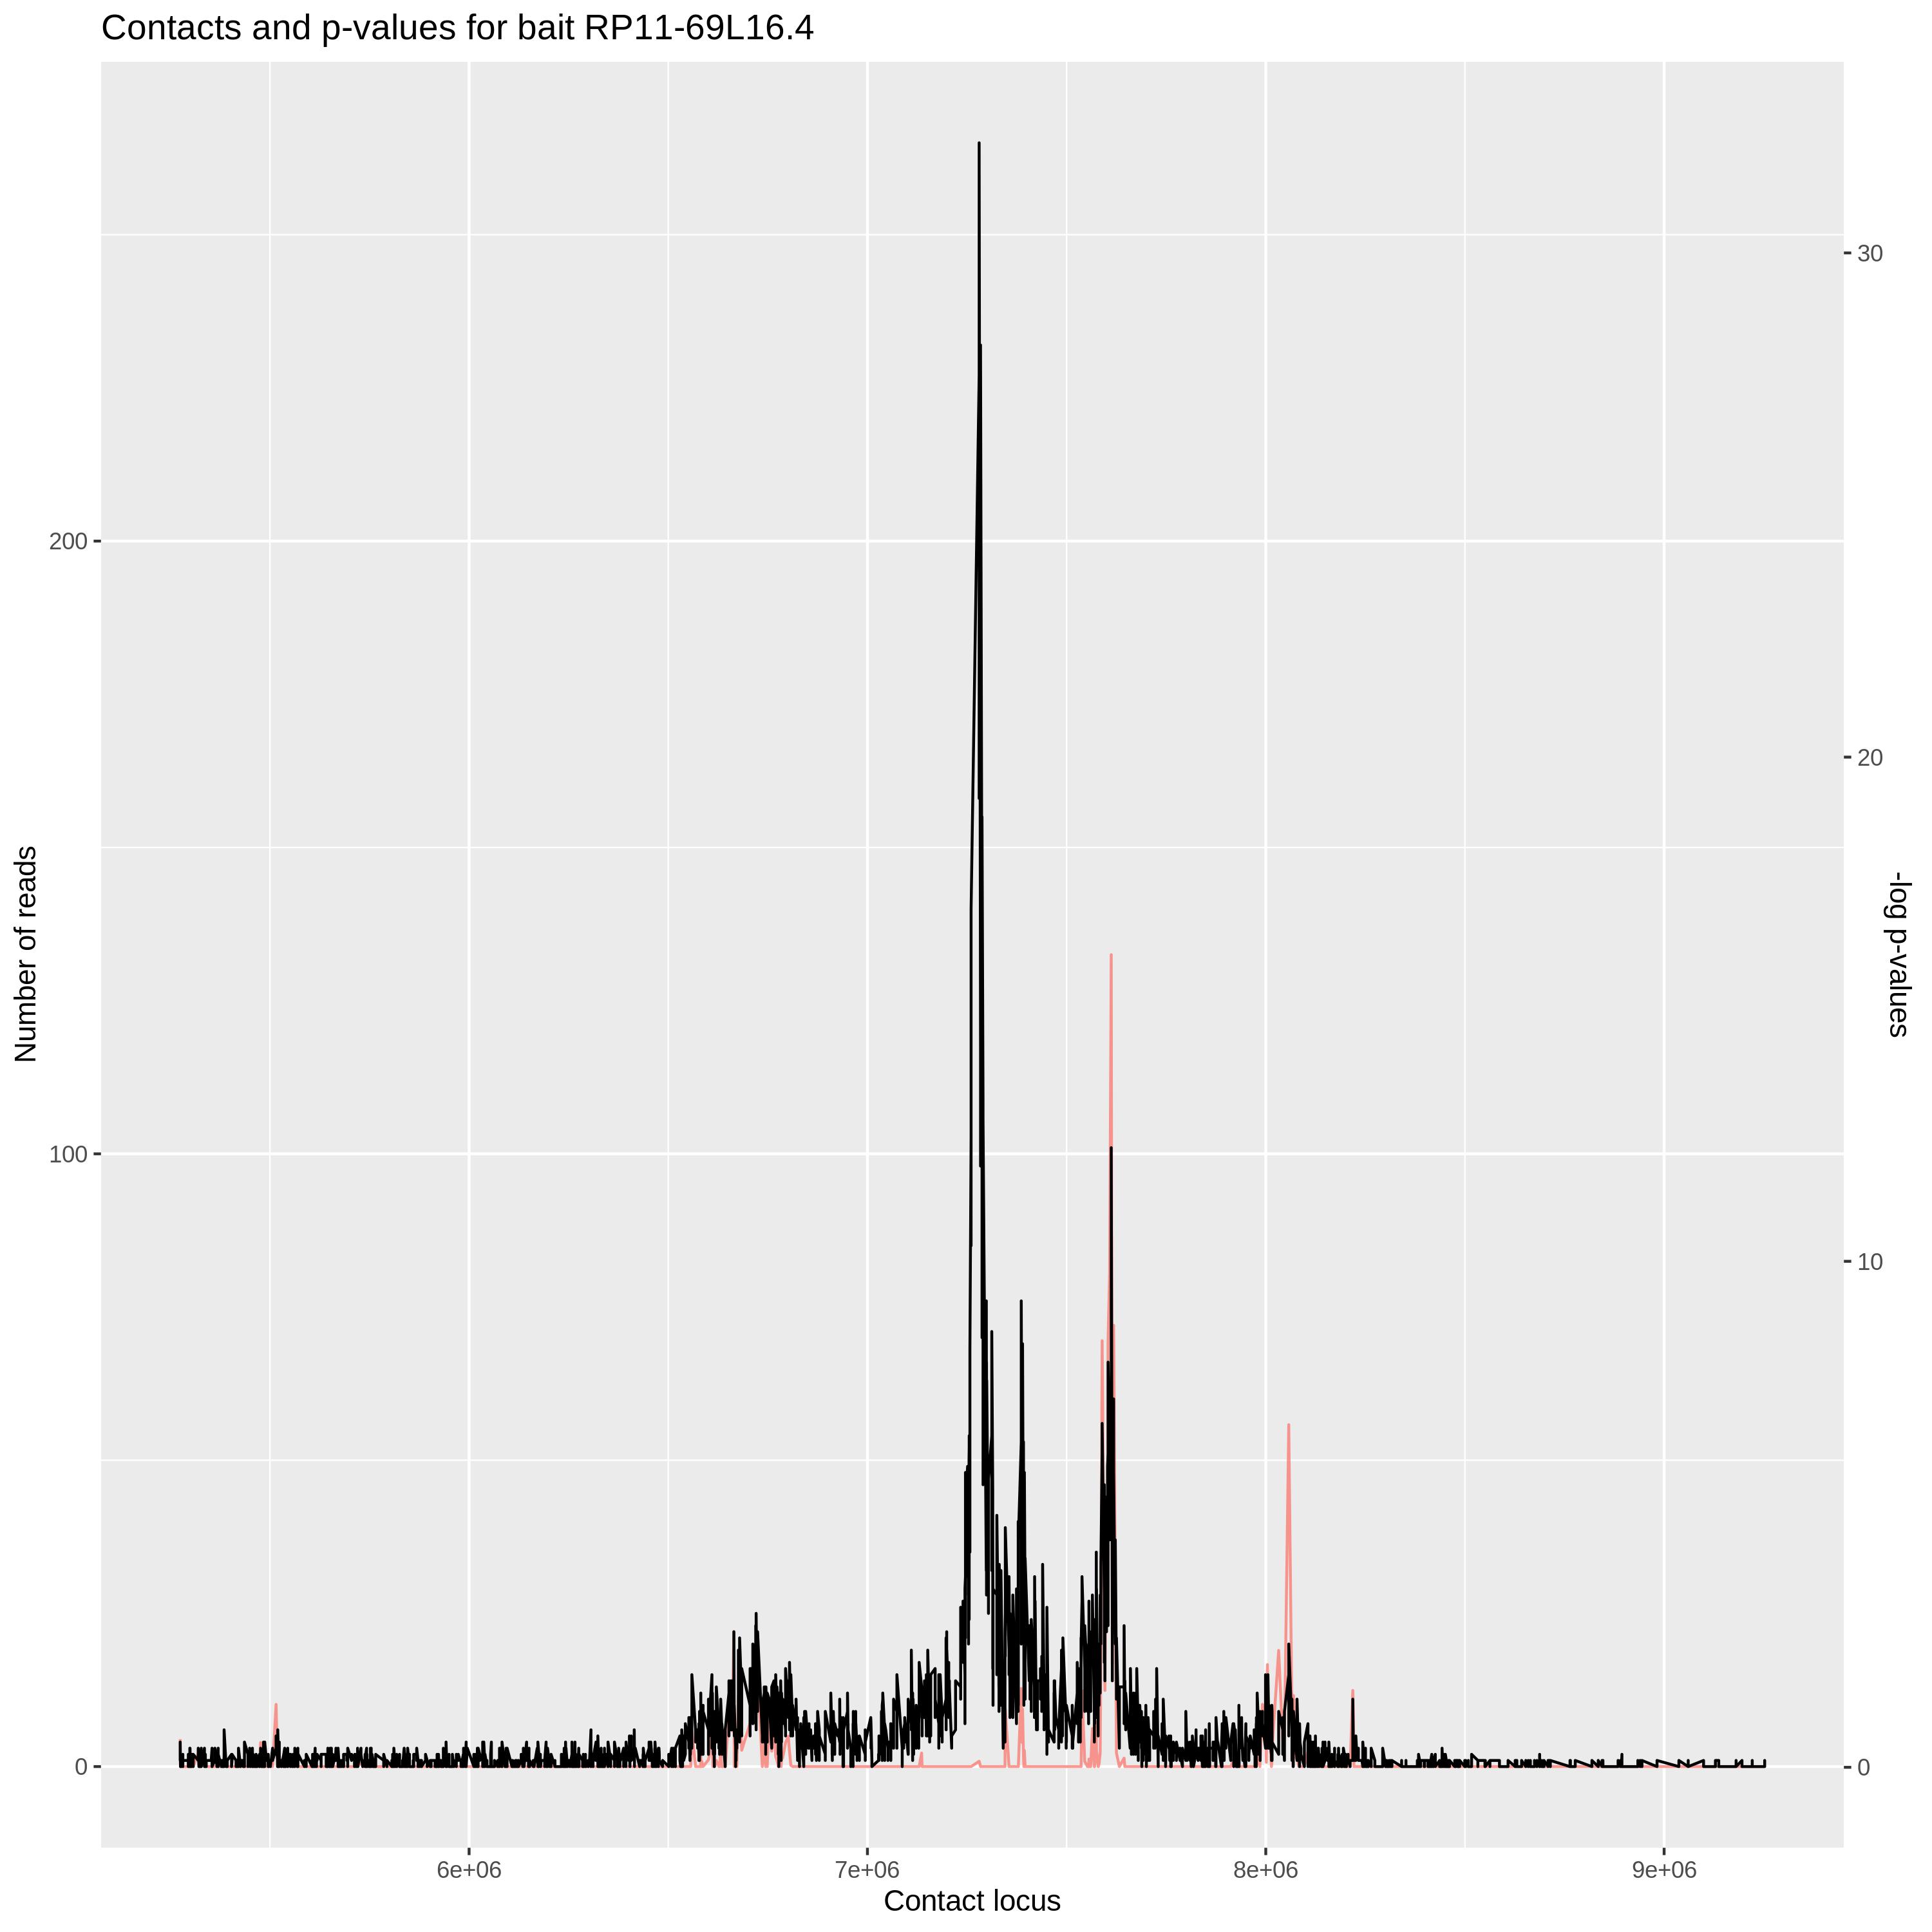 Contacts and p-values for bait RP11-69L16.4
Number of reads
200
100
0
30
20
10
0
-log p-values
6e+06 7e+06 8e+06 9e+06
Contact locus